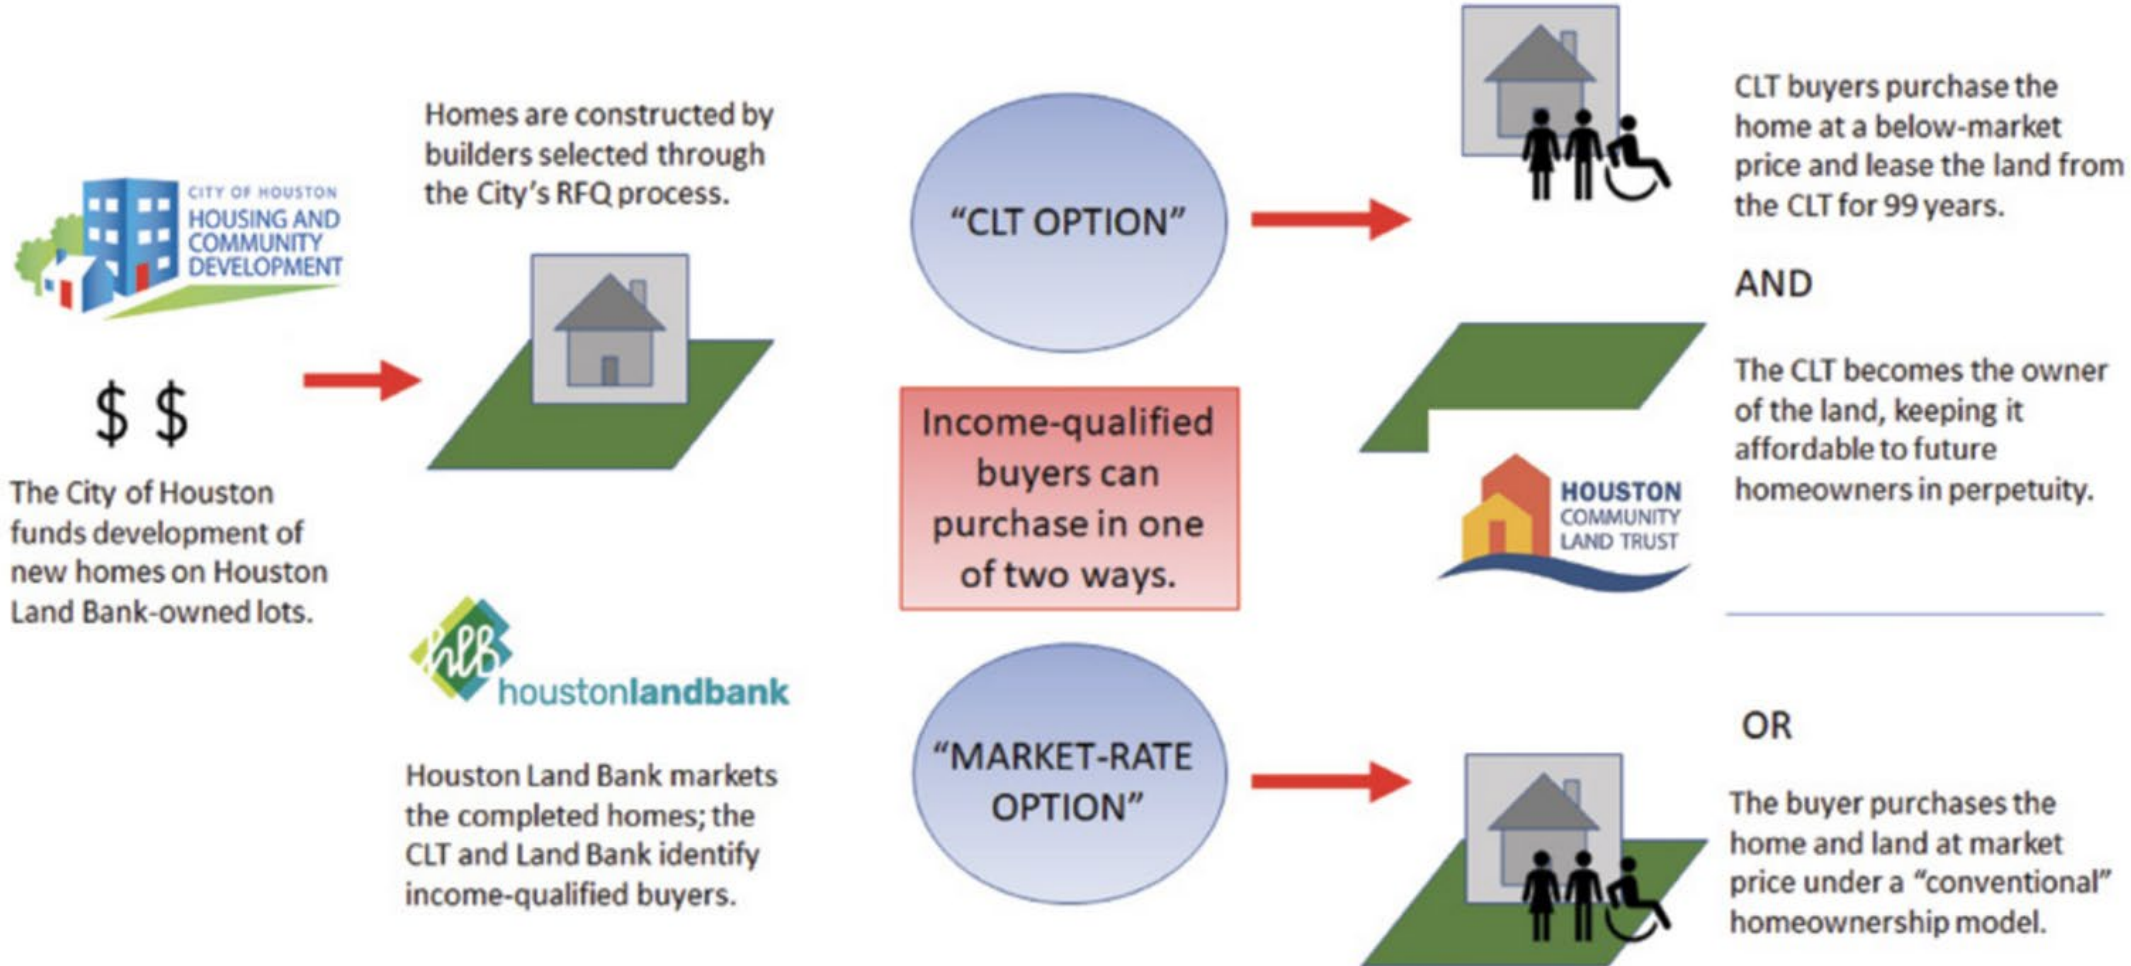 CITY OF HOUSTON
HOUSING AND
COMMUNITY
DEVELOPMENT
$ $
The City of Houston
funds development of
new homes on Houston
Land Bank-owned lots.
Homes are constructed by
builders selected through
the City's RFQ process.
hlb
houstonlandbank
Houston Land Bank markets
the completed homes; the
CLT and Land Bank identify
income-qualified buyers.
“CLT OPTION”
Income-qualified
buyers can
purchase in one
of two ways.
“MARKET-RATE
OPTION”
CLT buyers purchase the
home at a below-market
price and lease the land from
the CLT for 99 years.
AND
The CLT becomes the owner
of the land, keeping it
affordable to future
homeowners in perpetuity.
HOUSTON
COMMUNITY
LAND TRUST
OR
The buyer purchases the
home and land at market
price under a “conventional”
homeownership model.